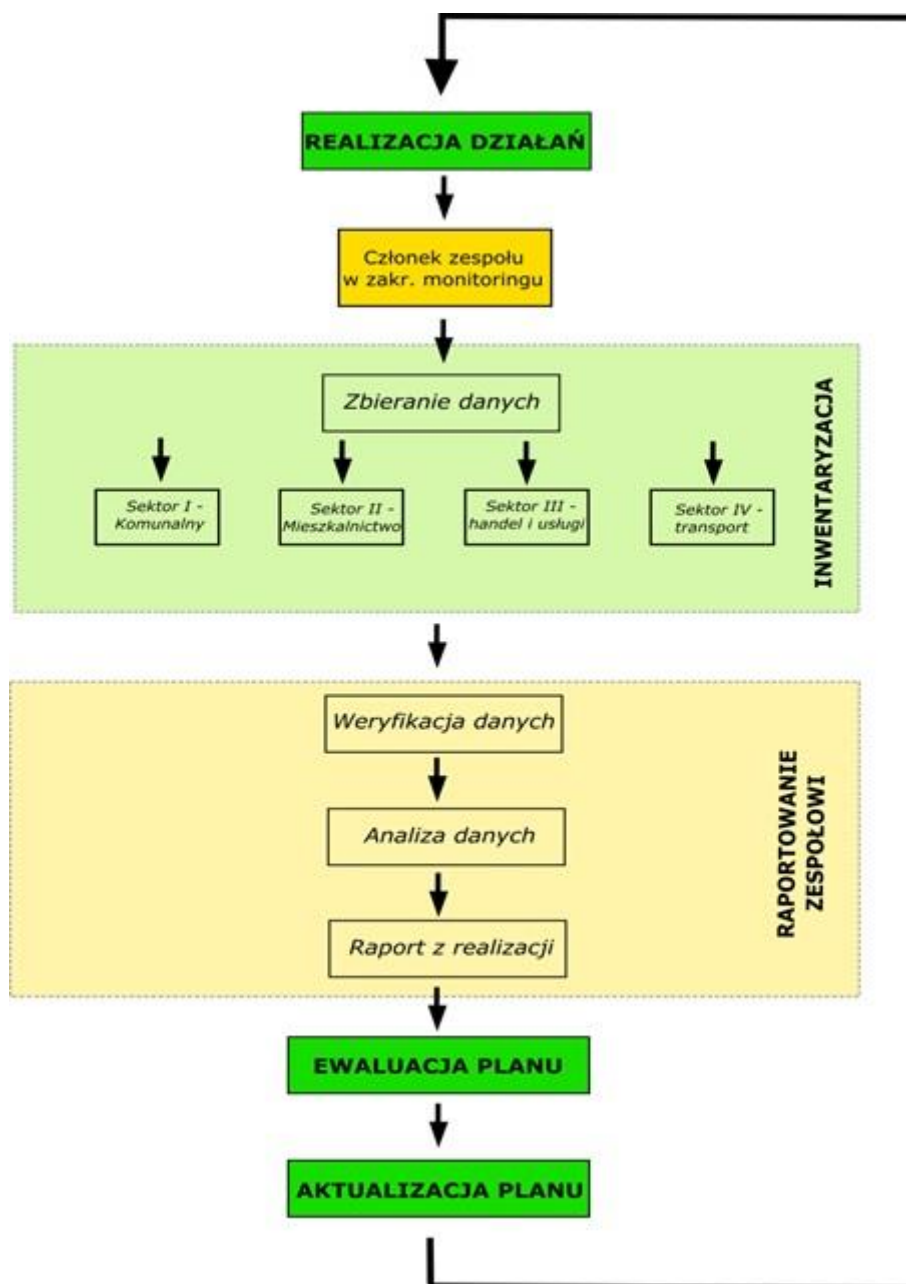 REALIZACJA DZIAŁAŃ
Członek zespołu
w zakr. monitoringu
Zbieranie danych
Sektor I -
Komunalny
Sektor II -
Mieszkalnictwo
Sektor III -
handel i usługi
Sektor IV -
transport
INWENTARYZACJA
Weryfikacja danych
Analiza danych
Raport z realizacji
RAPORTOWANIE
ZESPOŁOWI
EWALUACJA PLANU
AKTUALIZACJA PLANU